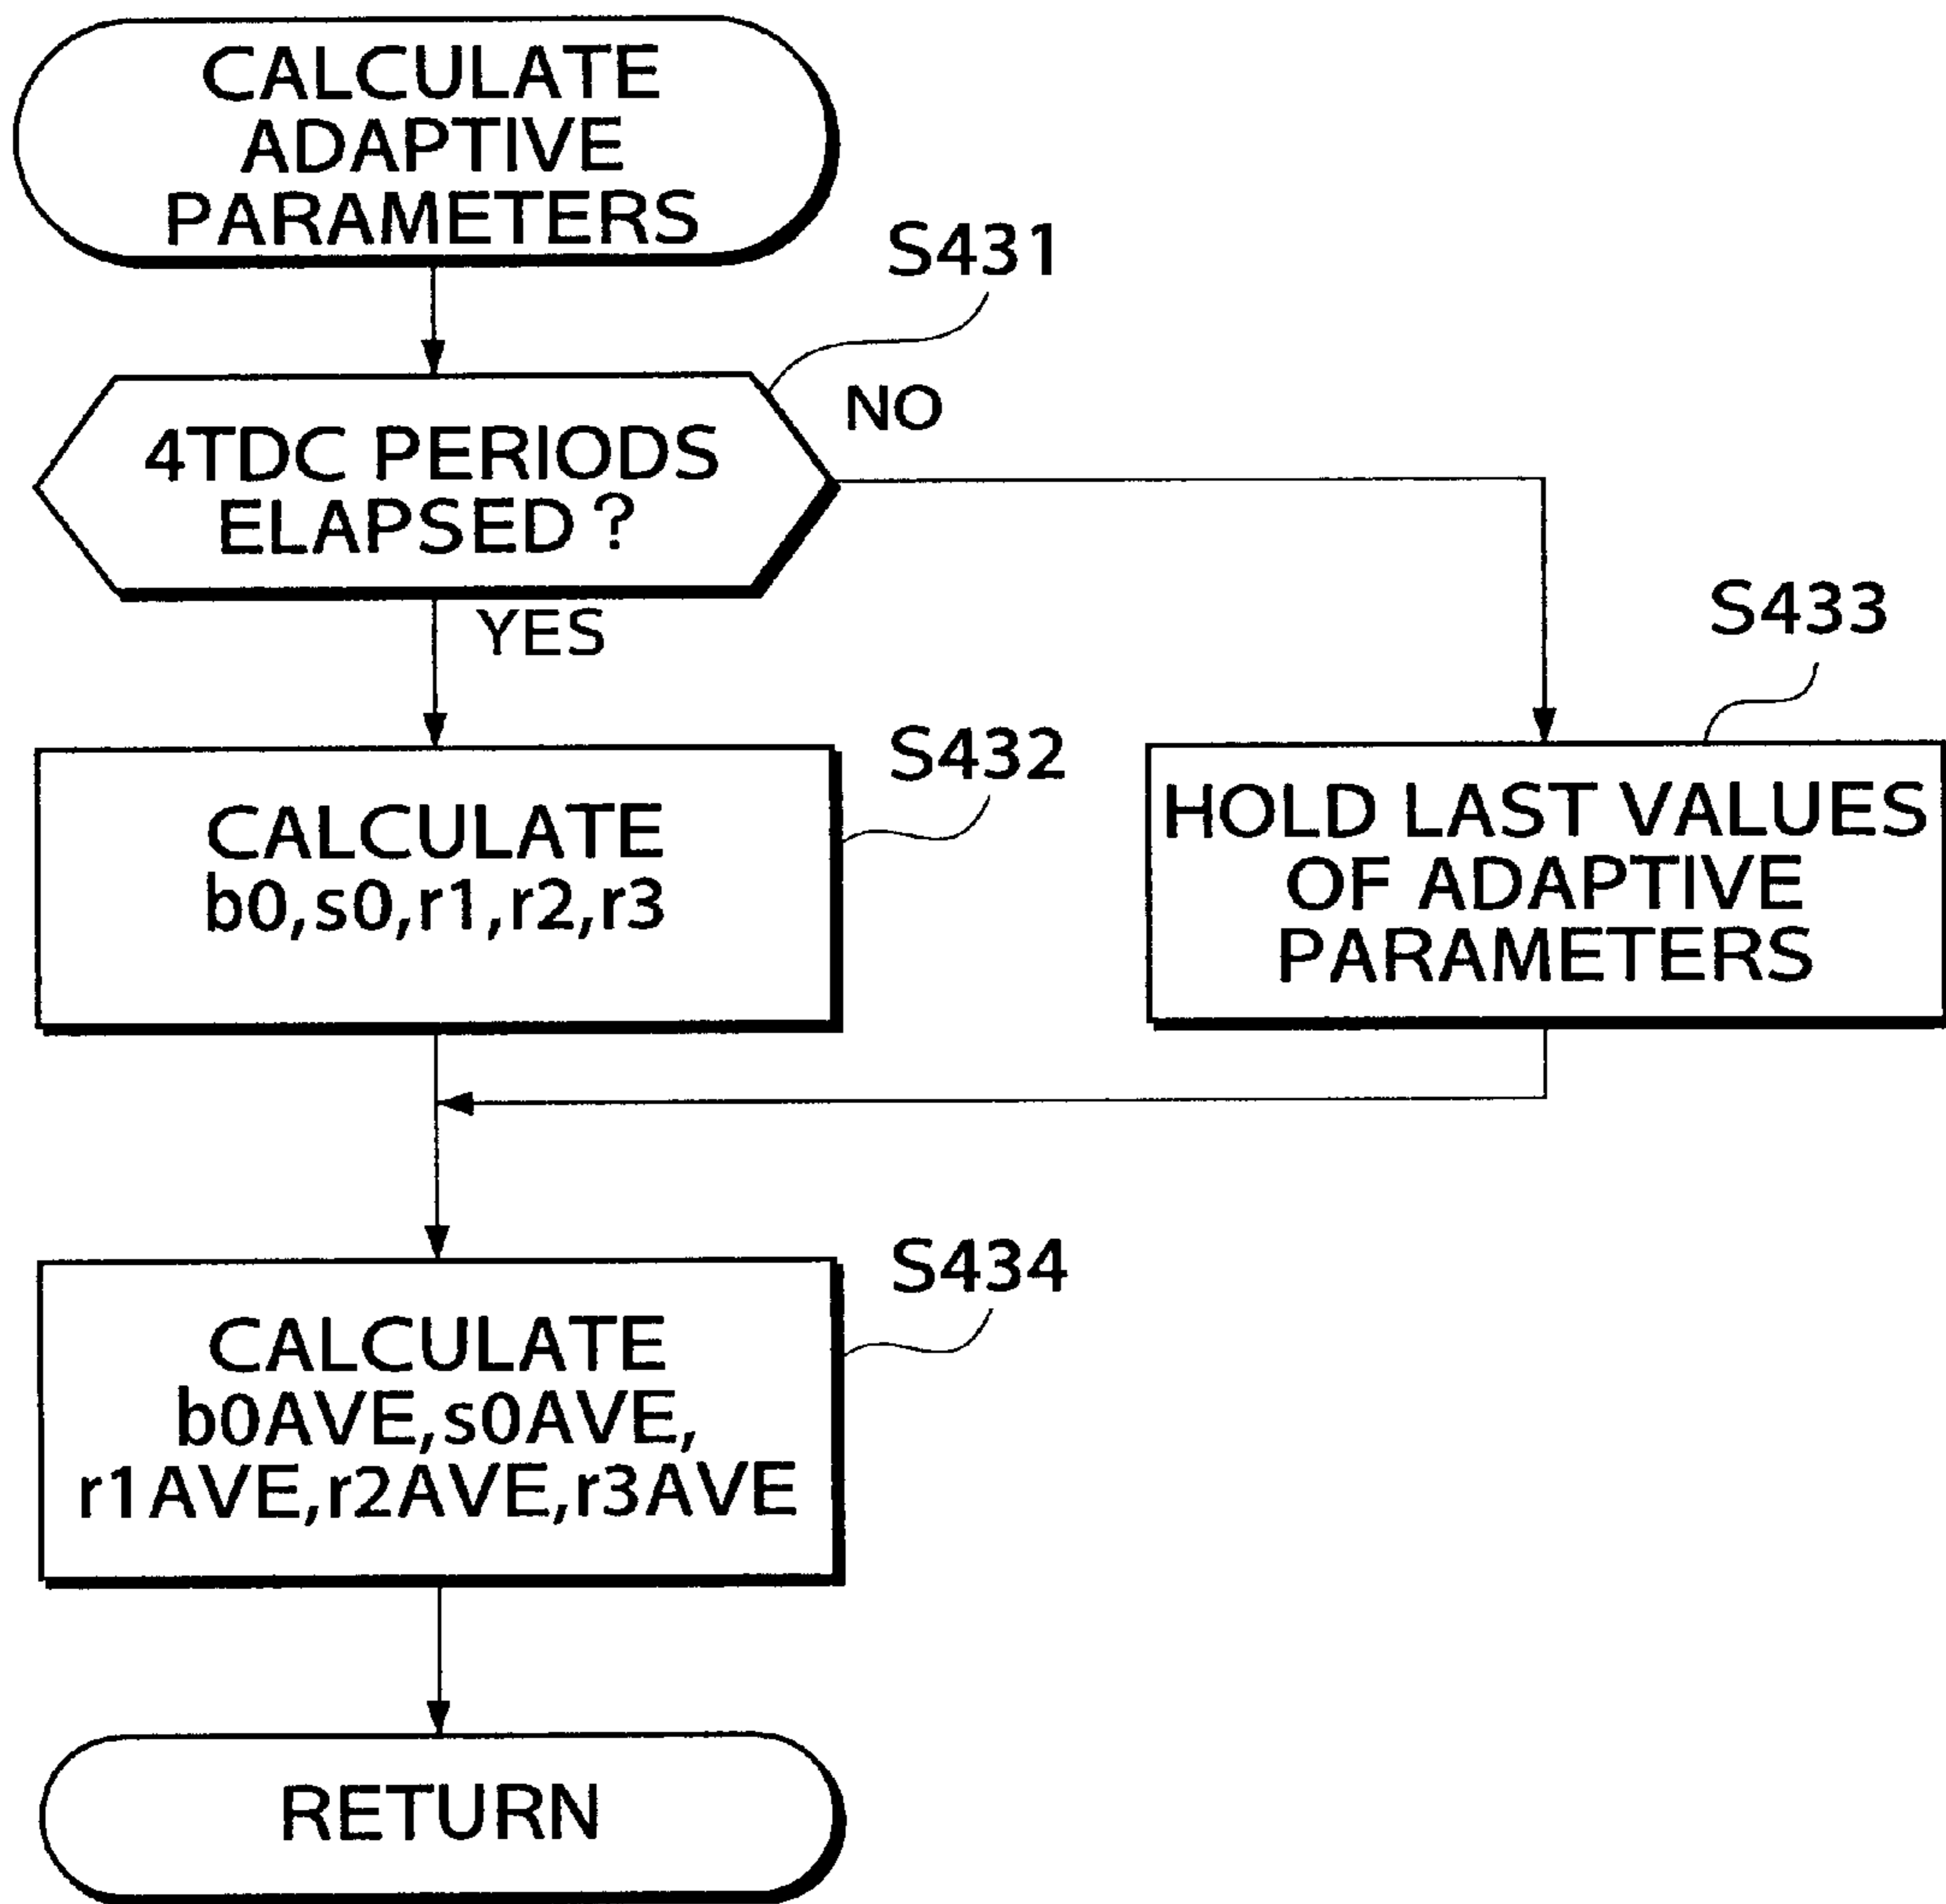 CALCULATE
ADAPTIVE
PARAMETERS
S431
NO
4TDC PERIODS
ELAPSED ?
YES
S433
S432
CALCULATE
b0,s0,r1,r2,r3
HOLD LAST VALUES
OF ADAPTIVE
PARAMETERS
S434
CALCULATE
b0AVE,s0AVE,
r1AVE,r2AVE,r3AVE
RETURN